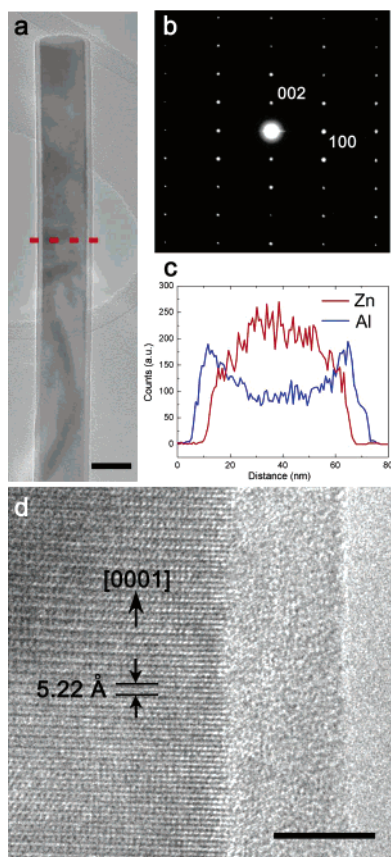 a
b
002
100
c
300
250
200
150
100
50
0
Counts (a.u.)
Zn
Al
0 20 40 60 80
Distance (nm)
d
[0001]
5.22 Å